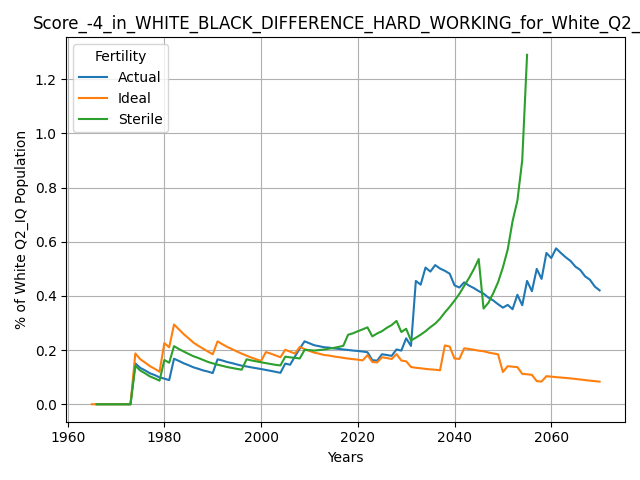 Score_-4_in_WHITE_BLACK_DIFFERENCE_HARD_WORKING_for_White_Q2_
Fertility
Actual
Ideal
Sterile
% of White Q2_IQ Population
1.2
1.0
0.8
0.6
0.4
0.2
0.0
1960 1980 2000 2020 2040 2060
Years